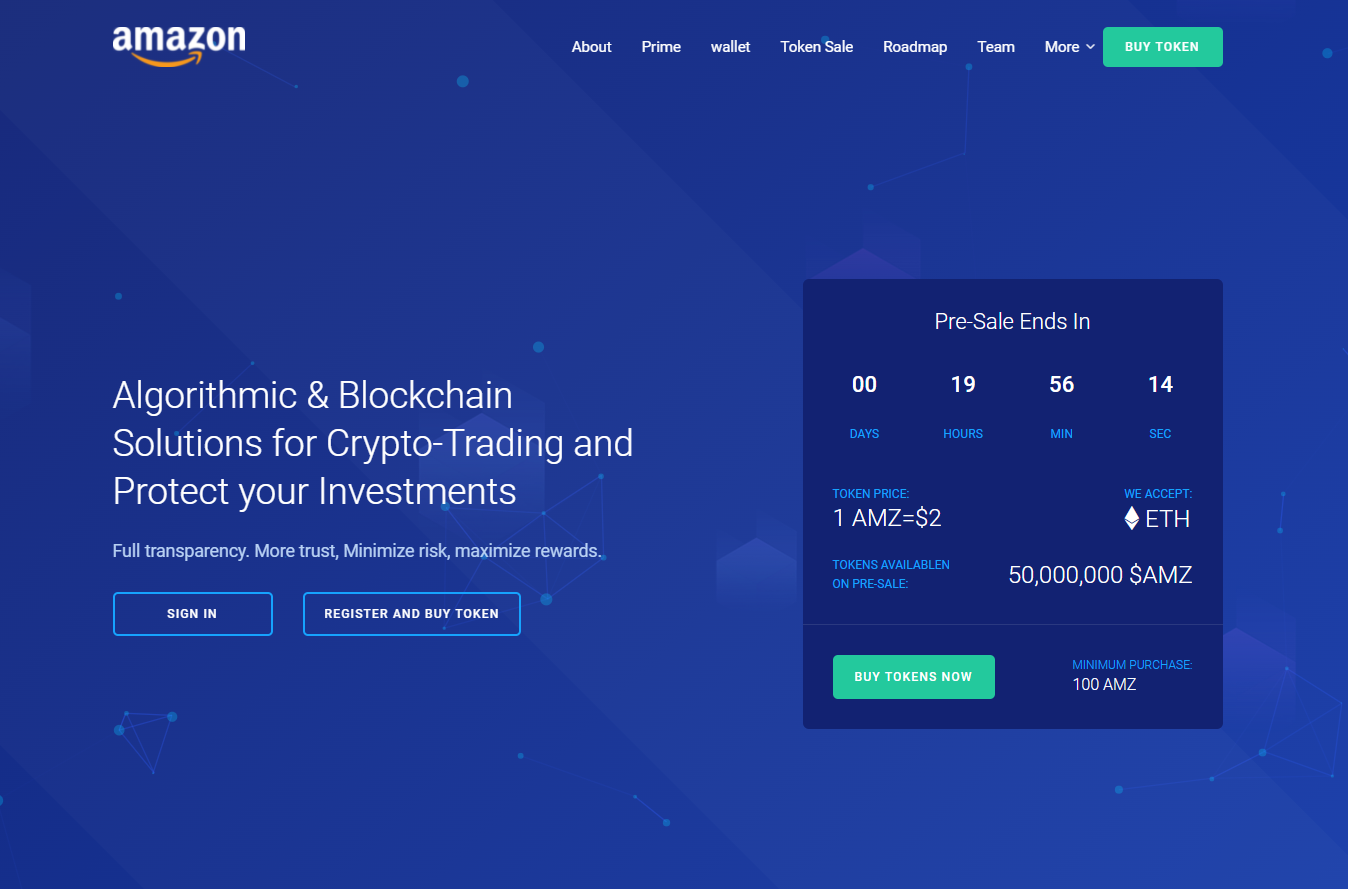 amazon
About Prime wallet Token Sale Roadmap Team More BUY TOKEN
Algorithmic & Blockchain
Solutions for Crypto-Trading and
Protect your Investments
Full transparency. More trust, Minimize risk, maximize rewards.
SIGN IN REGISTER AND BUY TOKEN
Pre-Sale Ends In
00 19 56 14
DAYS HOURS MIN SEC
TOKEN PRICE: WE ACCEPT:
1 AMZ=$2 ETH
TOKENS AVAILABLEN
ON PRE-SALE:
50,000,000 $AMZ
BUY TOKENS NOW
MINIMUM PURCHASE:
100 AMZ